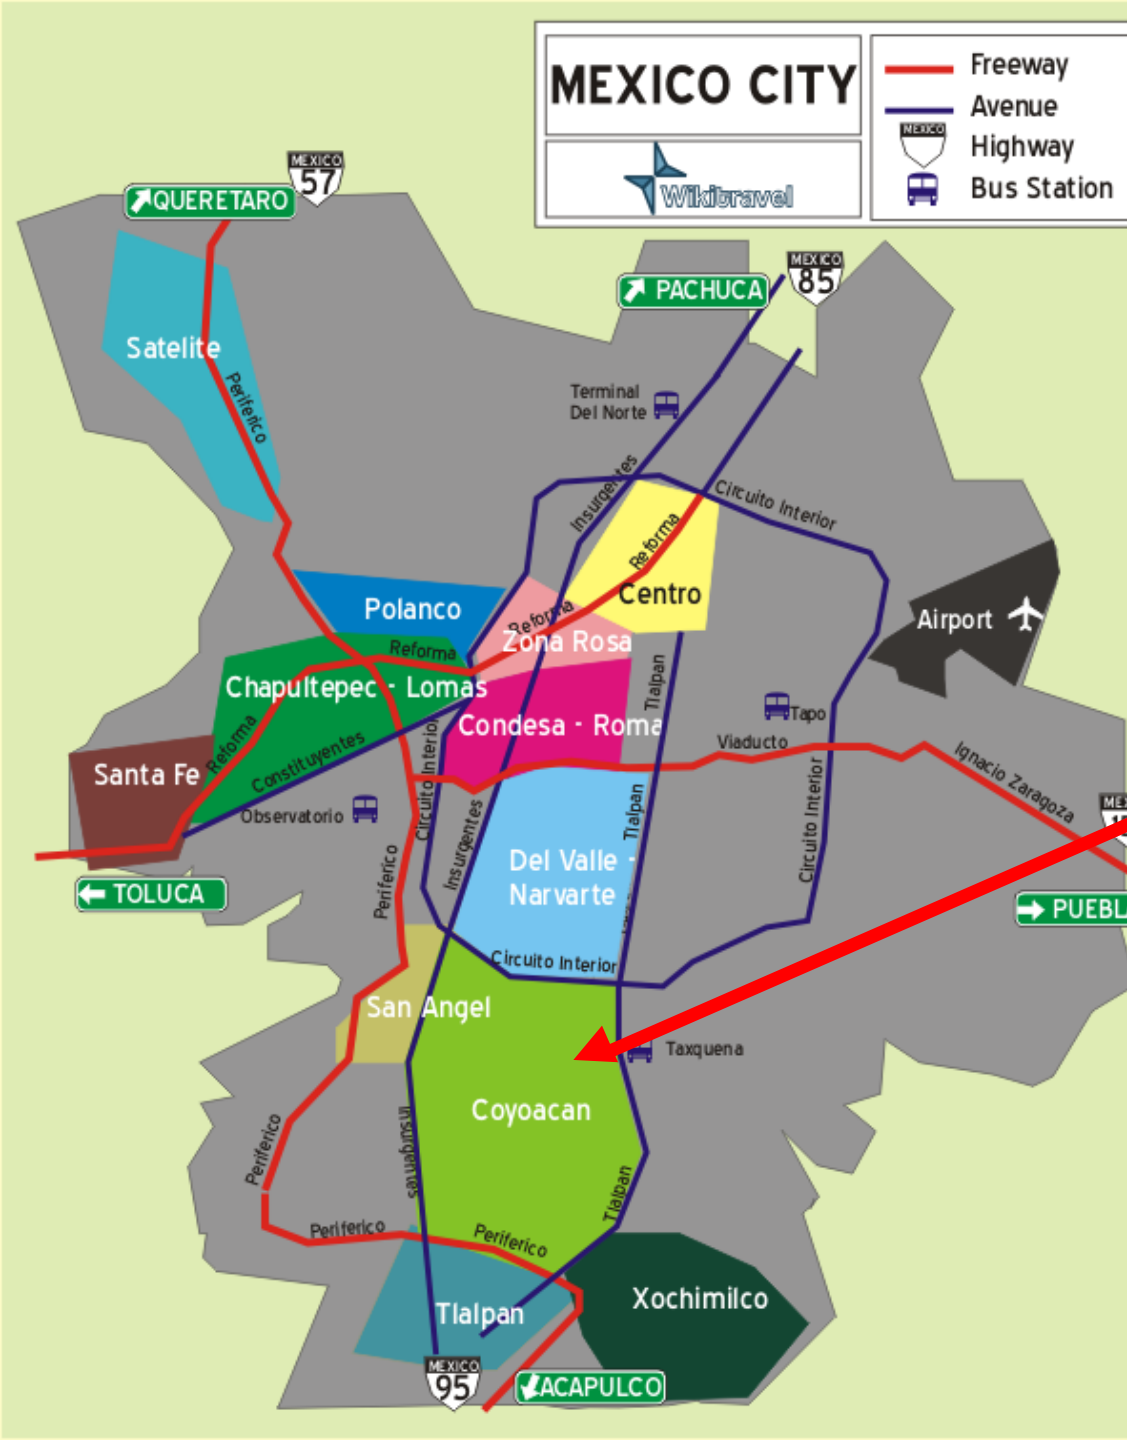 MEXICO CITY
Wikitravel
Freeway
Avenue
MEXICO
Highway
Bus Station
MEXICO
57
QUERETARO
MEXICO
85
PACHUCA
Satelite
Periferico
Terminal
Del Norte
Insurgentes
Circuito Interior
Reforma
Centro
Polanco
Reforma
Zona Rosa
Airport
Reforma
Chapultepec - Lomas
Tlalpan
Condesa - Roma
Tapo
Viaducto
Reforma
Constituyentes
Santa Fe
Circuito Interior
Ignacio Zaragoza
Observatorio
Tlalpan
Insurgentes
Circuito Interior
Periferico
Del Valle -
Narvarte
TOLUCA
PUEBL
Circuito Interior
San Angel
Taxquena
Coyoacan
Insurgentes
Periferico
Tlalpan
Periferico
Periferico
Xochimilco
Tlalpan
MEXICO
95
ACAPULCO